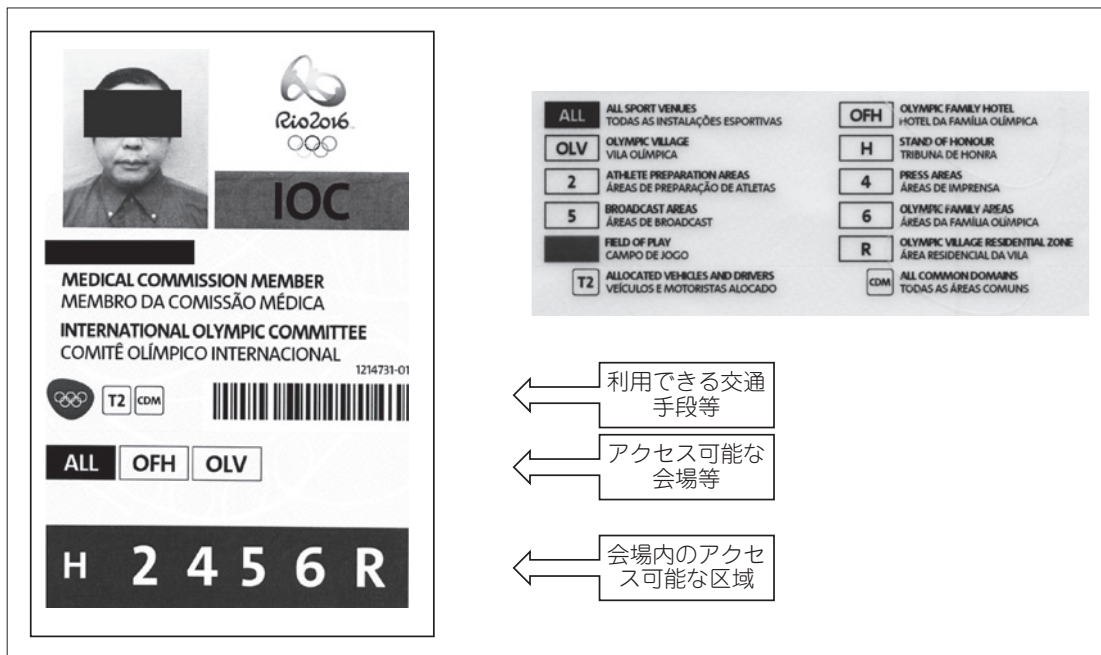 Rio2016
IOC
MEDICAL COMMISSION MEMBER
MEMBRO DA COMISSÃO MÉDICA
INTERNATIONAL OLYMPIC COMMITTEE
COMITÊ OLÍMPICO INTERNACIONAL
1214731-01
T2 CDM
ALL OFH OLV
H 2 4 5 6 R
ALL ALL SPORT VENUES
TODAS AS INSTALAÇÕES ESPORTIVAS
OLV OLYMPIC VILLAGE
VILA OLÍMPICA
2 ATHLETE PREPARATION AREAS
ÁREAS DE PREPARAÇÃO DE ATLETAS
5 BROADCAST AREAS
ÁREAS DE BROADCAST
FIELD OF PLAY
CAMPO DE JOGO
T2 ALLOCATED VEHICLES AND DRIVERS
VEÍCULOS E MOTORISTAS ALOCADO
OFH OLYMPIC FAMILY HOTEL
HOTEL DA FAMÍLIA OLÍMPICA
H STAND OF HONOUR
TRIBUNA DE HONRA
4 PRESS AREAS
ÁREAS DE IMPRENSA
6 OLYMPIC FAMILY AREAS
ÁREAS DA FAMÍLIA OLÍMPICA
R OLYMPIC VILLAGE RESIDENTIAL ZONE
ÁREA RESIDENCIAL DA VILA
CDM ALL COMMON DOMAINS
TODAS AS ÁREAS COMUNS
利用できる交通
手段等
アクセス可能な
会場等
会場内のアクセ
ス可能な区域